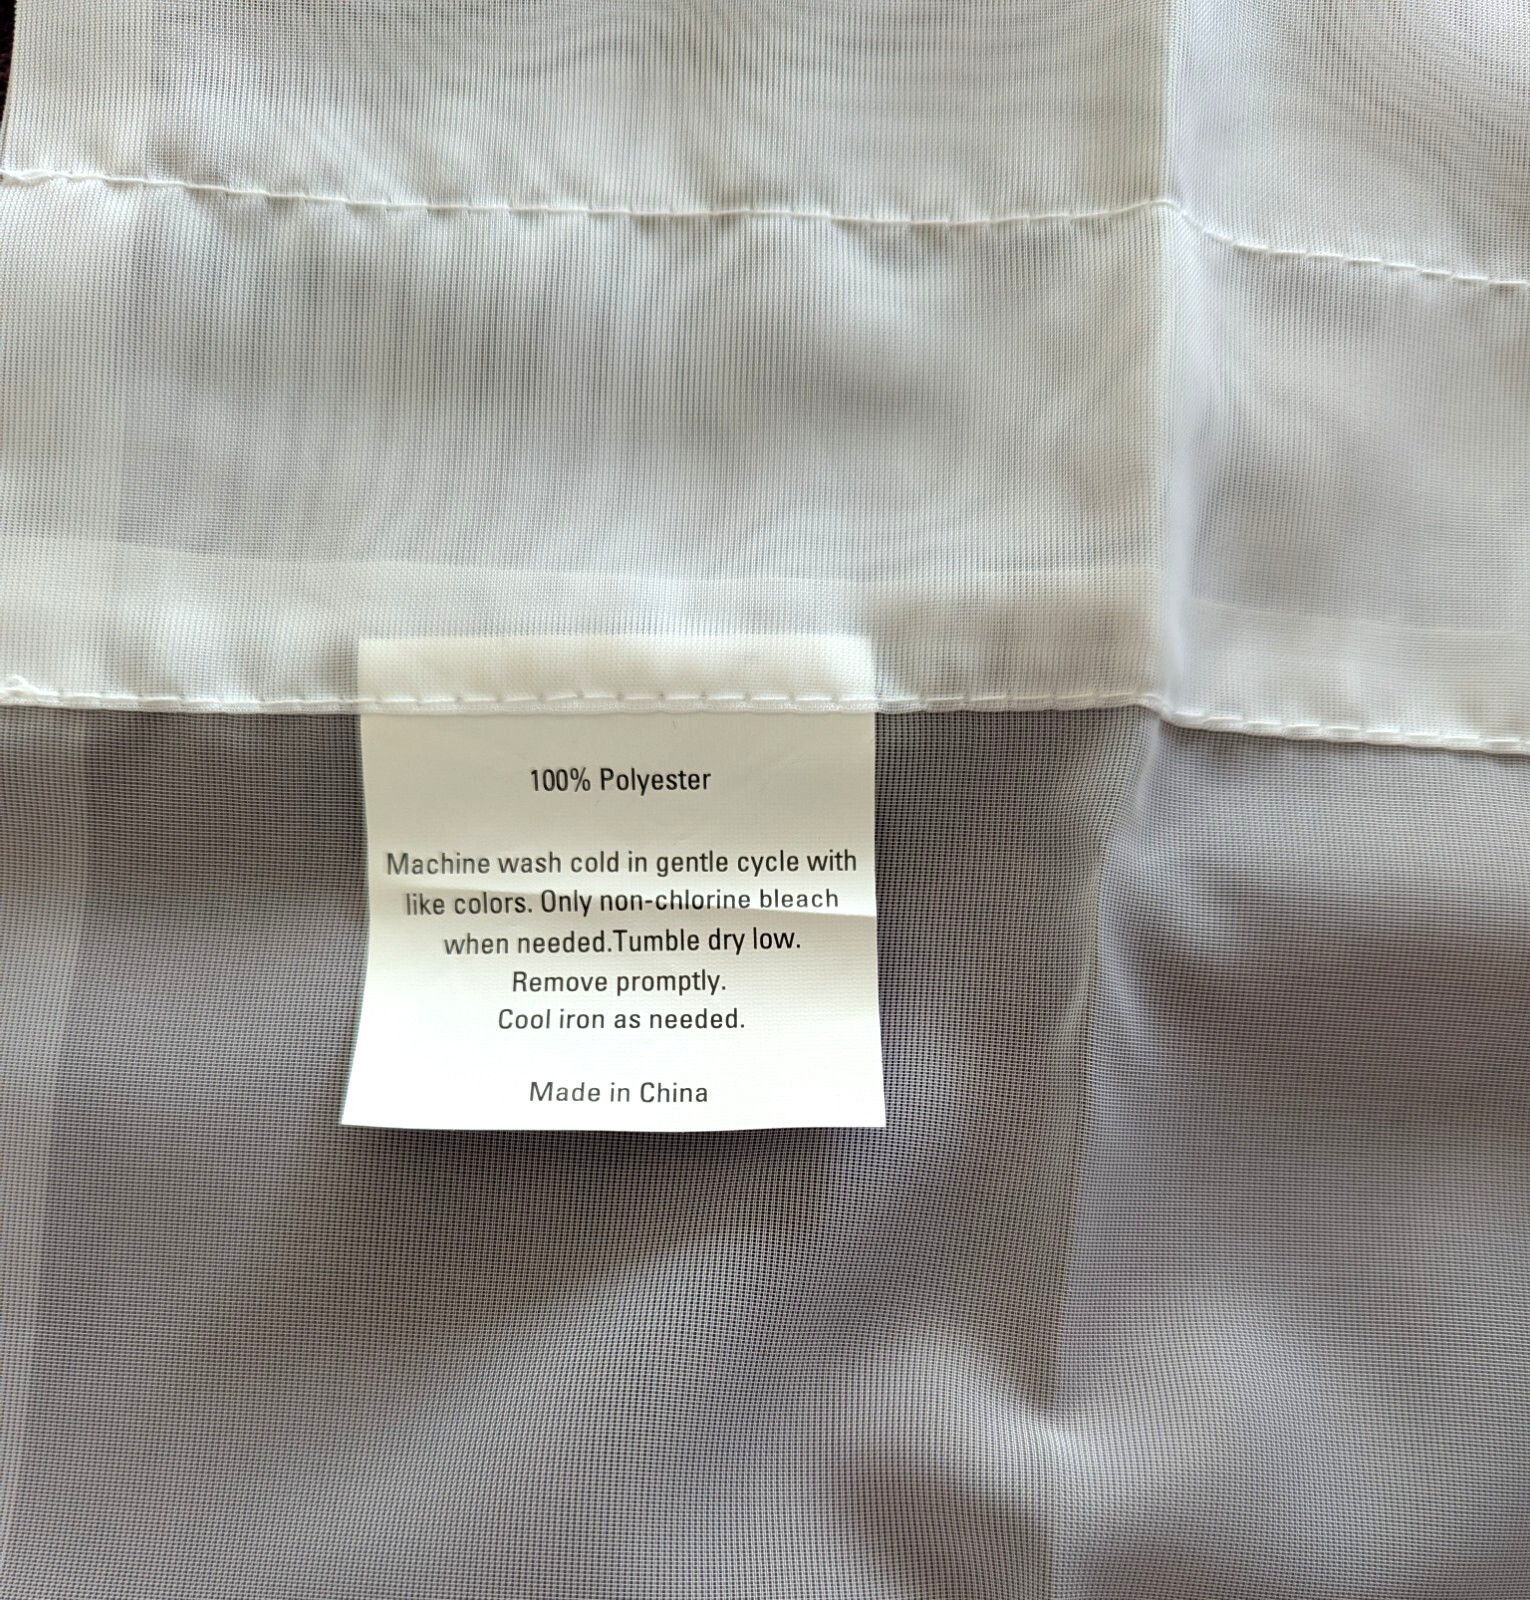 100% Polyester
Machine wash cold in gentle cycle with
like colors. Only non-chlorine bleach
when needed.Tumble dry low.
Remove promptly.
Cool iron as needed.
Made in China